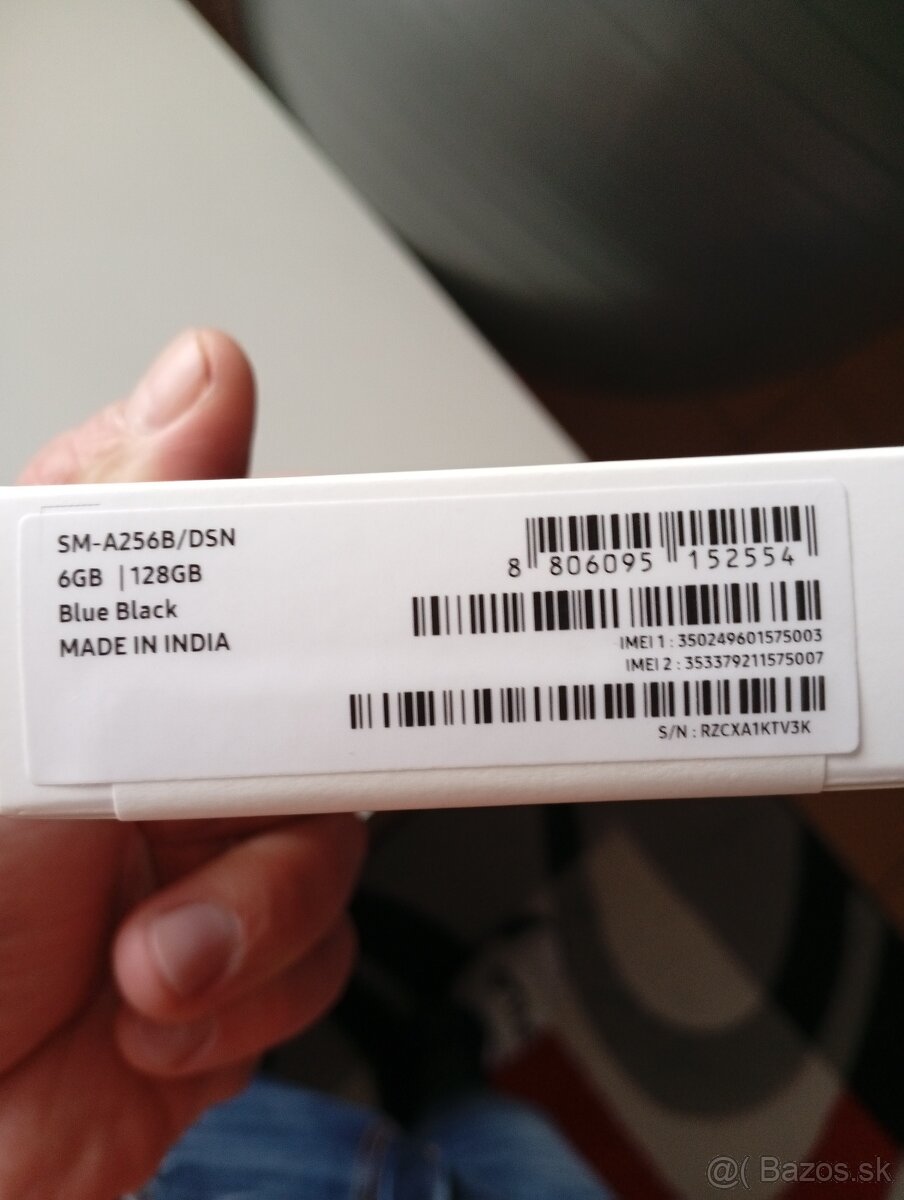 SM-A256B/DSN
6GB | 128GB
Blue Black
MADE IN INDIA
8 806095 152554
IMEI 1 : 350249601575003
IMEI 2 : 353379211575007
S/N : RZCXA1KTV3K
@( Bazos.sk